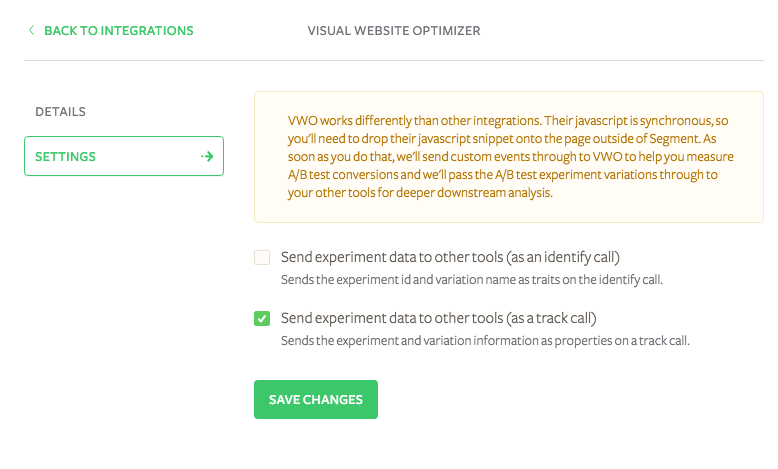 BACK TO INTEGRATIONS
VISUAL WEBSITE OPTIMIZER
DETAILS
SETTINGS
VWO works differently than other integrations. Their javascript is synchronous, so
you'll need to drop their javascript snippet onto the page outside of Segment. As
soon as you do that, we'll send custom events through to VWO to help you measure
A/B test conversions and we'll pass the A/B test experiment variations through to
your other tools for deeper downstream analysis.
Send experiment data to other tools (as an identify call)
Sends the experiment id and variation name as traits on the identify call.
Send experiment data to other tools (as a track call)
Sends the experiment and variation information as properties on a track call.
SAVE CHANGES